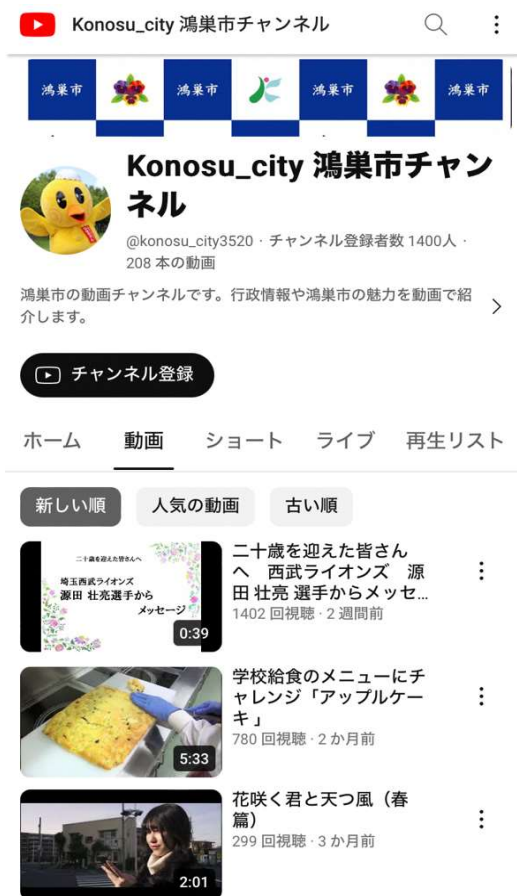 Konosu_city 鴻巣市チャンネル
鴻巣市 鴻巣市 鴻巣市 鴻巣市
Konosu_city 鴻巣市チャン
ネル
@konosu_city3520 · チャンネル登録者数 1400人 ·
208 本の動画
鴻巣市の動画チャンネルです。行政情報や鴻巣市の魅力を動画で紹
介します。
チャンネル登録
ホーム 動画 ショート ライブ 再生リスト
新しい順 人気の動画 古い順
二十歳を迎えた皆さんへ
埼玉西武ライオンズ
源田 壮亮選手から
メッセージ
0:39
二十歳を迎えた皆さん
へ 西武ライオンズ 源
田 壮亮 選手からメッセ...
1402 回視聴 · 2 週間前
5:33
学校給食のメニューにチ
ャレンジ「アップルケー
キ」
780 回視聴 · 2 か月前
2:01
花咲く君と天つ風（春
篇）
299 回視聴 · 3 か月前